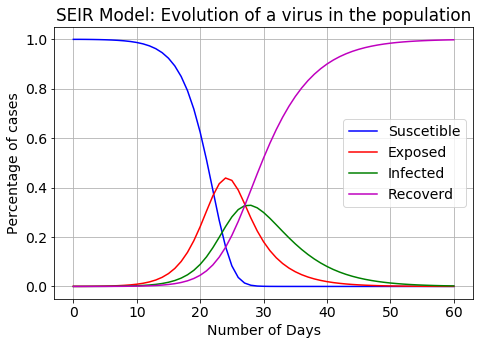 SEIR Model: Evolution of a virus in the population
1.0
0.8
0.6
0.4
0.2
0.0
Percentage of cases
Suscetible
Exposed
Infected
Recoverd
0 10 20 30 40 50 60
Number of Days